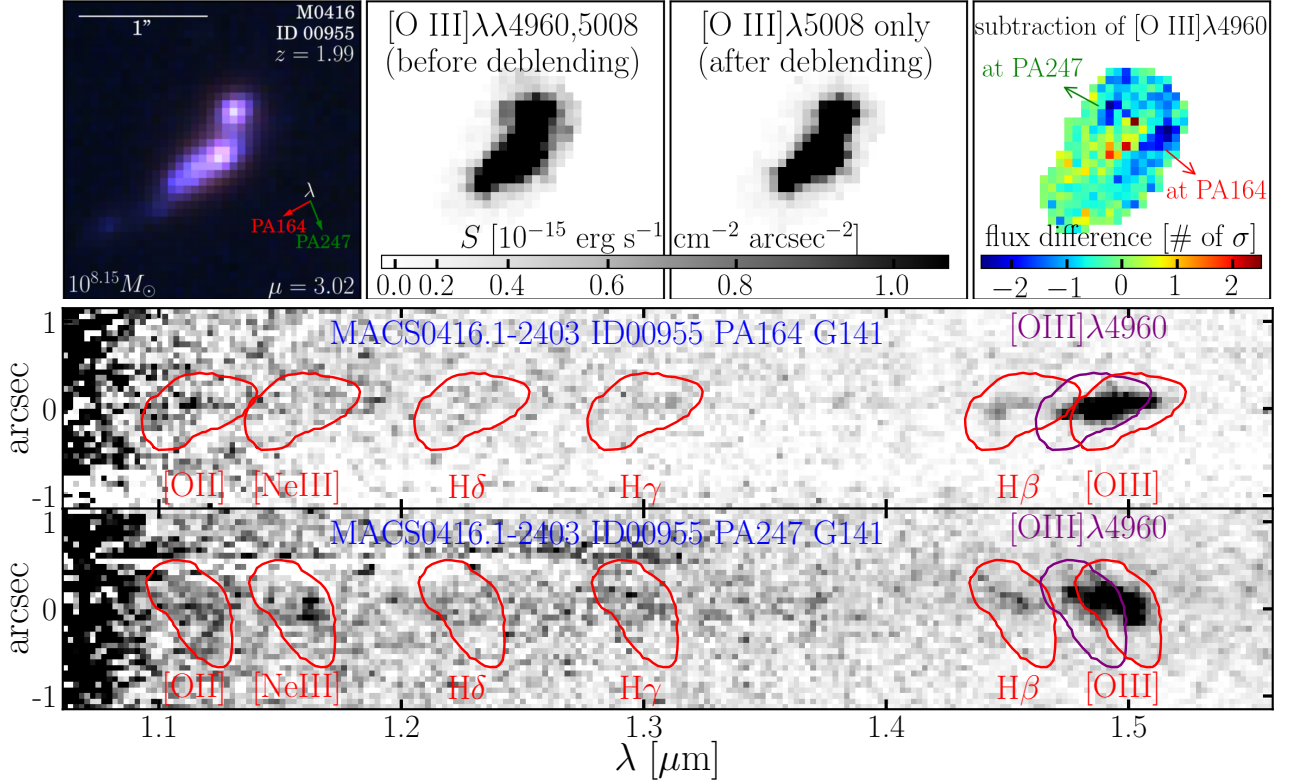 1"
M0416
ID 00955
z = 1.99
λ
PA164
PA247
10^8.15 M⊙
μ = 3.02
[O III]λλ4960,5008
(before deblending)
[O III]λ5008 only
(after deblending)
S [10^−15 erg s^−1 cm^−2 arcsec^−2]
0.0 0.2 0.4 0.6 0.8 1.0
subtraction of [O III]λ4960
at PA247
at PA164
flux difference [# of σ]
−2 −1 0 1 2
MACS0416.1-2403 ID00955 PA164 G141
[OIII]λ4960
1
0
-1
arcsec
[OII] [NeIII] Hδ Hγ Hβ [OIII]
MACS0416.1-2403 ID00955 PA247 G141
[OIII]λ4960
1
0
-1
arcsec
[OII] [NeIII] Hδ Hγ Hβ [OIII]
1.1 1.2 1.3 1.4 1.5
λ [μm]